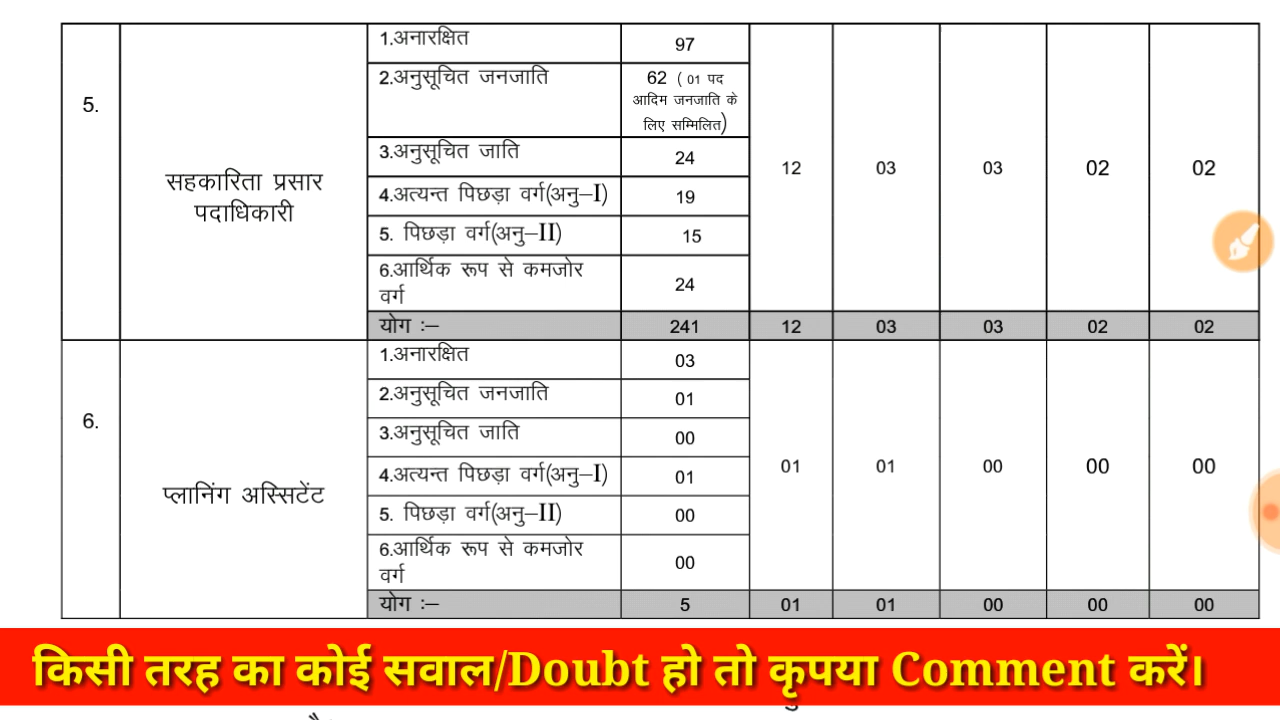 5.
सहकारिता प्रसार
पदाधिकारी
1.अनारक्षित 97
2.अनुसूचित जनजाति 62 ( 01 पद
आदिम जनजाति के
लिए सम्मिलित)
3.अनुसूचित जाति 24
4.अत्यन्त पिछड़ा वर्ग(अनु–I) 19
5. पिछड़ा वर्ग(अनु–II) 15
6.आर्थिक रूप से कमजोर
वर्ग 24
12 03 03 02 02
योग :– 241 12 03 03 02 02
6.
प्लानिंग अस्सिटेंट
1.अनारक्षित 03
2.अनुसूचित जनजाति 01
3.अनुसूचित जाति 00
4.अत्यन्त पिछड़ा वर्ग(अनु–I) 01
5. पिछड़ा वर्ग(अनु–II) 00
6.आर्थिक रूप से कमजोर
वर्ग 00
01 01 00 00 00
योग :– 5 01 01 00 00 00
किसी तरह का कोई सवाल/Doubt हो तो कृपया Comment करें।